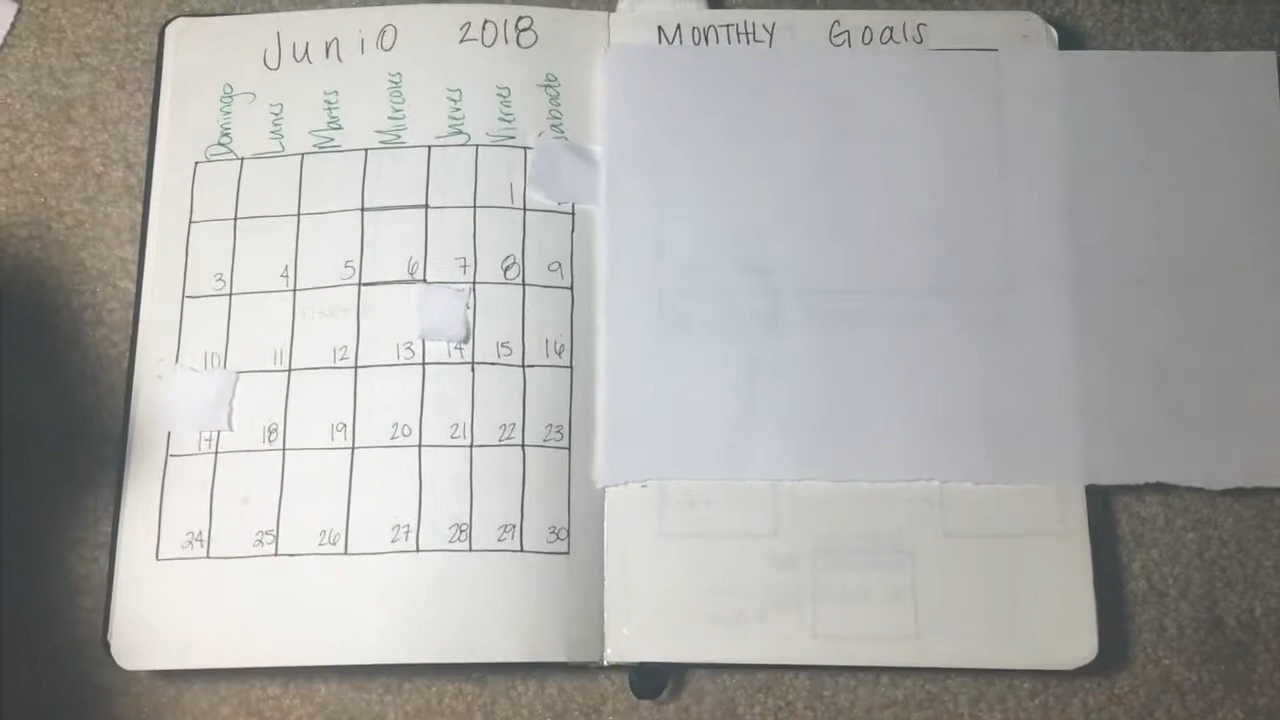 Junio 2018
Domingo Lunes Martes Miercoles Jueves Viernes
1
3 4 5 6 7 8 9
10 11 12 13 14 15 16
17 18 19 20 21 22 23
24 25 26 27 28 29 30
Monthly Goals